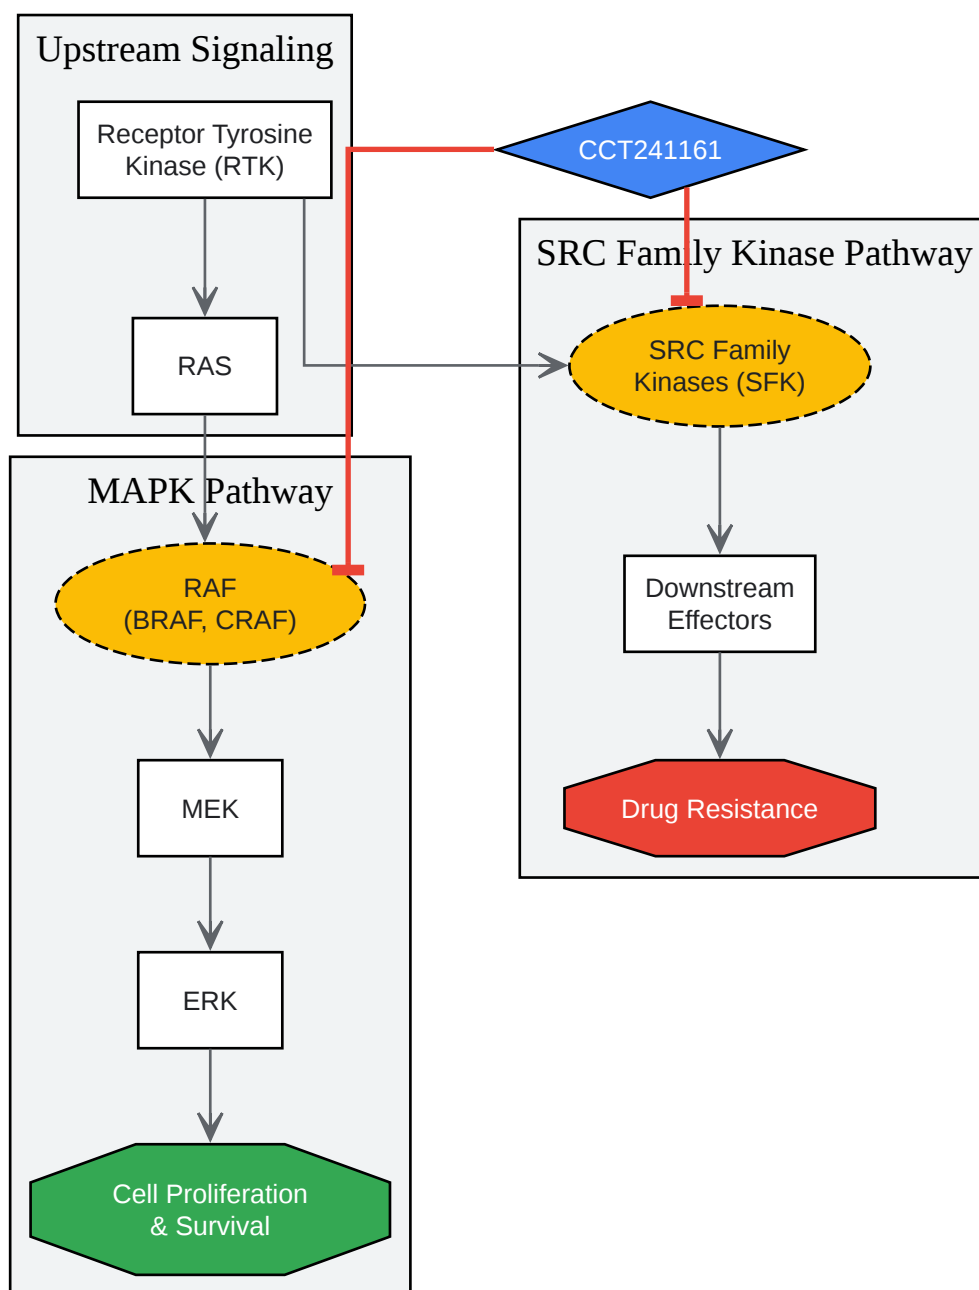 Upstream Signaling
Receptor Tyrosine
Kinase (RTK)
CCT241161
SRC Family Kinase Pathway
RAS
SRC Family
Kinases (SFK)
MAPK Pathway
RAF
(BRAF, CRAF)
Downstream
Effectors
MEK
Drug Resistance
ERK
Cell Proliferation
& Survival